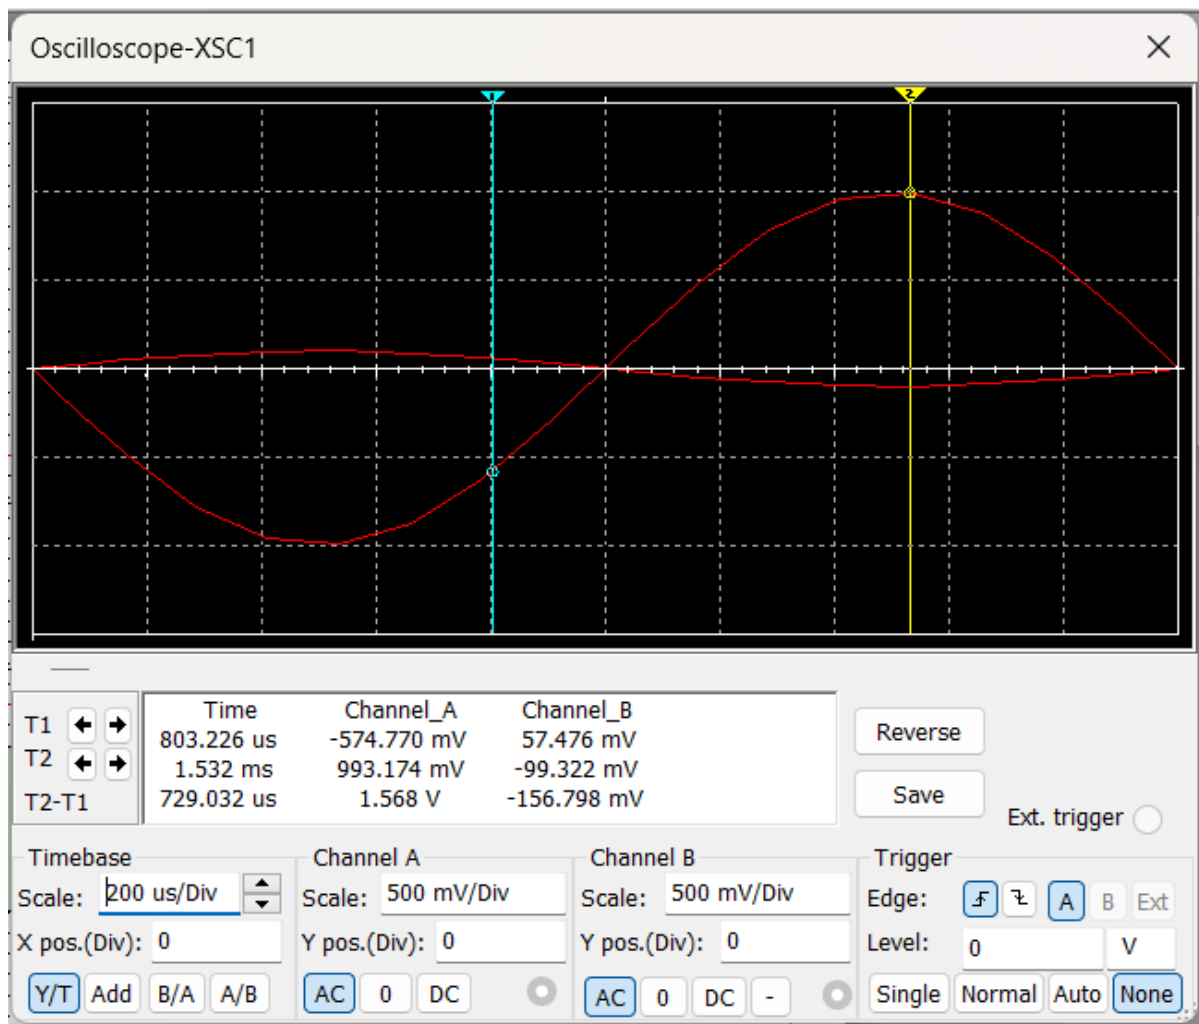 Oscilloscope-XSC1
1 2
Time Channel_A Channel_B
T1 803.226 us -574.770 mV 57.476 mV
T2 1.532 ms 993.174 mV -99.322 mV
T2-T1 729.032 us 1.568 V -156.798 mV
Reverse
Save
Ext. trigger
Timebase
Scale: 200 us/Div
X pos.(Div): 0
Y/T Add B/A A/B
Channel A
Scale: 500 mV/Div
Y pos.(Div): 0
AC 0 DC
Channel B
Scale: 500 mV/Div
Y pos.(Div): 0
AC 0 DC -
Trigger
Edge: A B Ext
Level: 0 V
Single Normal Auto None